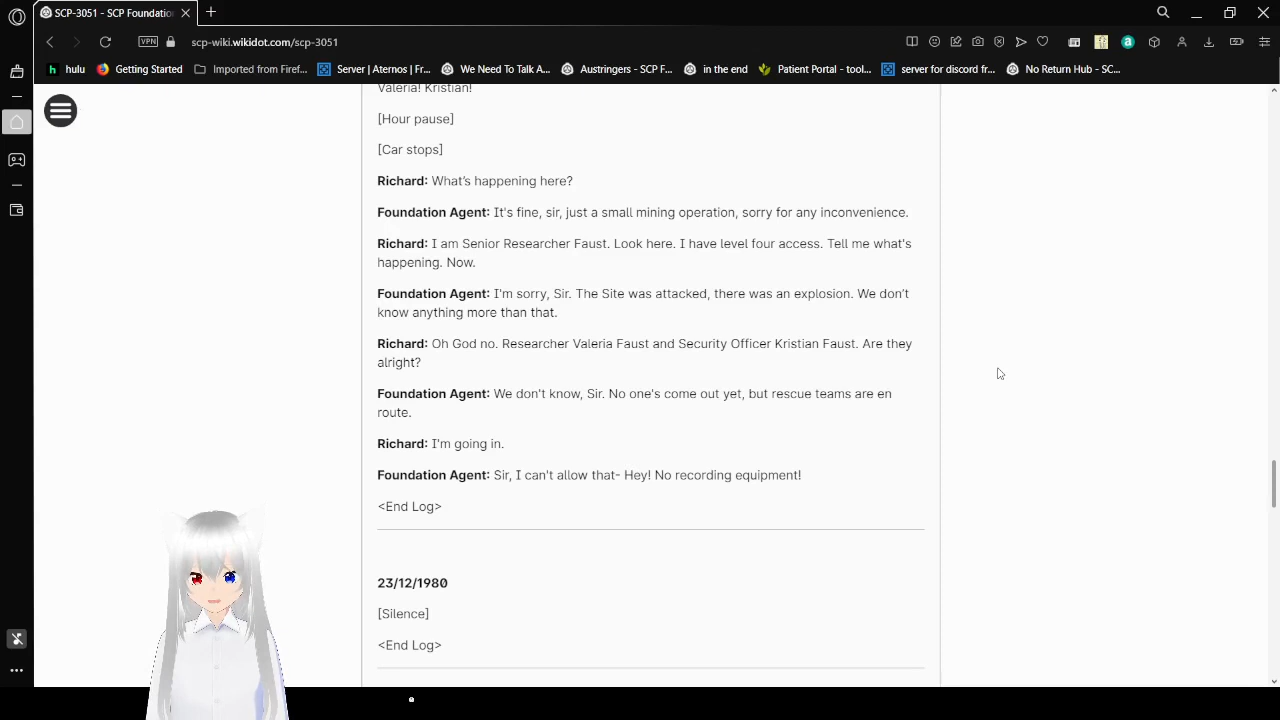 SCP-3051 - SCP Foundation
scp-wiki.wikidot.com/scp-3051
VPN
hulu
Getting Started
Imported from Firef...
Server | Aternos | Fr...
We Need To Talk A...
Austringers - SCP F...
in the end
Patient Portal - tool...
server for discord fr...
No Return Hub - SC...
Valeria! Kristian!
[Hour pause]
[Car stops]
Richard: What's happening here?
Foundation Agent: It's fine, sir, just a small mining operation, sorry for any inconvenience.
Richard: I am Senior Researcher Faust. Look here. I have level four access. Tell me what's
happening. Now.
Foundation Agent: I'm sorry, Sir. The Site was attacked, there was an explosion. We don't
know anything more than that.
Richard: Oh God no. Researcher Valeria Faust and Security Officer Kristian Faust. Are they
alright?
Foundation Agent: We don't know, Sir. No one's come out yet, but rescue teams are en
route.
Richard: I'm going in.
Foundation Agent: Sir, I can't allow that- Hey! No recording equipment!
<End Log>
23/12/1980
[Silence]
<End Log>